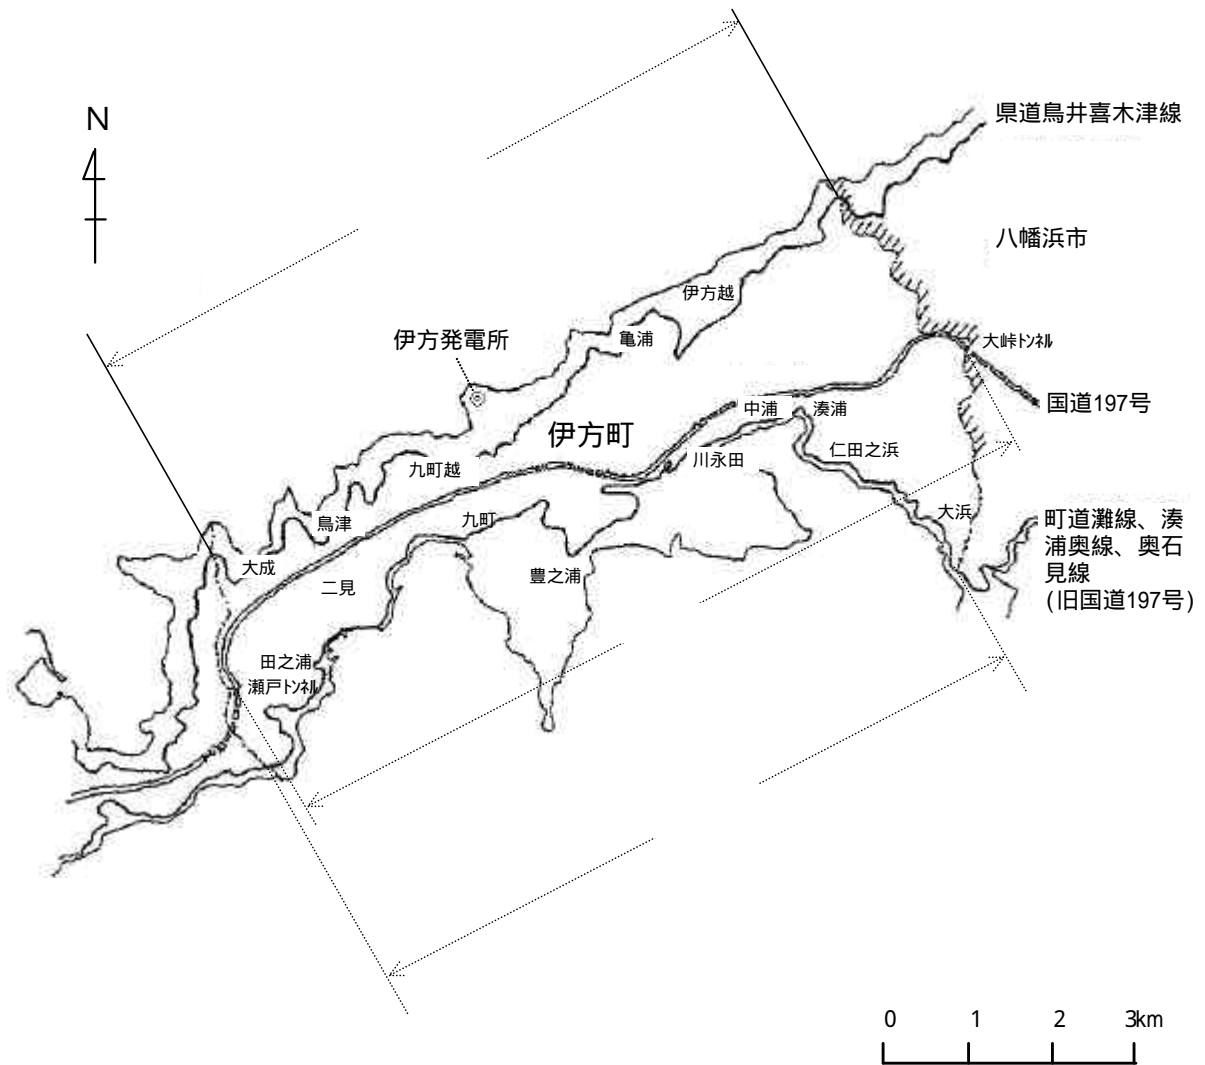 N
県道鳥井喜木津線
八幡浜市
伊方越
亀浦
伊方発電所
大峠トンネル
国道197号
中浦
湊浦
伊方町
仁田之浜
川永田
九町越
大浜
鳥津
九町
町道灘線、湊
浦奥線、奥石
見線
(旧国道197号)
大成
豊之浦
二見
田之浦
瀬戸トンネル
0 1 2 3km